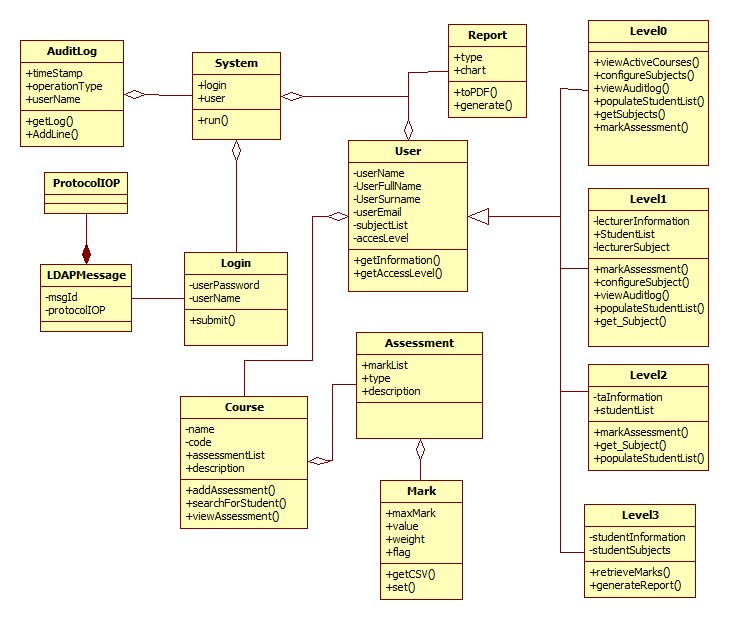 AuditLog
+timeStamp
+operationType
+userName
+getLog()
+AddLine()
System
+login
+user
+run()
Report
+type
+chart
+toPDF()
+generate()
Level0
+viewActiveCourses()
+configureSubjects()
+viewAuditlog()
+populateStudentList()
+getSubjects()
+markAssessment()
User
-userName
-UserFullName
-UserSurname
-userEmail
-subjectList
-accesLevel
+getInformation()
+getAccessLevel()
ProtocolIOP
LDAPMessage
-msgId
-protocolIOP
Login
-userPassword
-userName
+submit()
Level1
-lecturerInformation
+StudentList
-lecturerSubject
+markAssessment()
+configureSubject()
+viewAuditlog()
+populateStudentList()
+get_Subject()
Assessment
+markList
+type
+description
Level2
-taInformation
+studentList
+markAssessment()
+get_Subject()
+populateStudentList()
Course
-name
-code
+assessmentList
+description
+addAssessment()
+searchForStudent()
+viewAssessment()
Mark
+maxMark
+value
+weight
+flag
+getCSV()
+set()
Level3
-studentInformation
-studentSubjects
+retrieveMarks()
+generateReport()